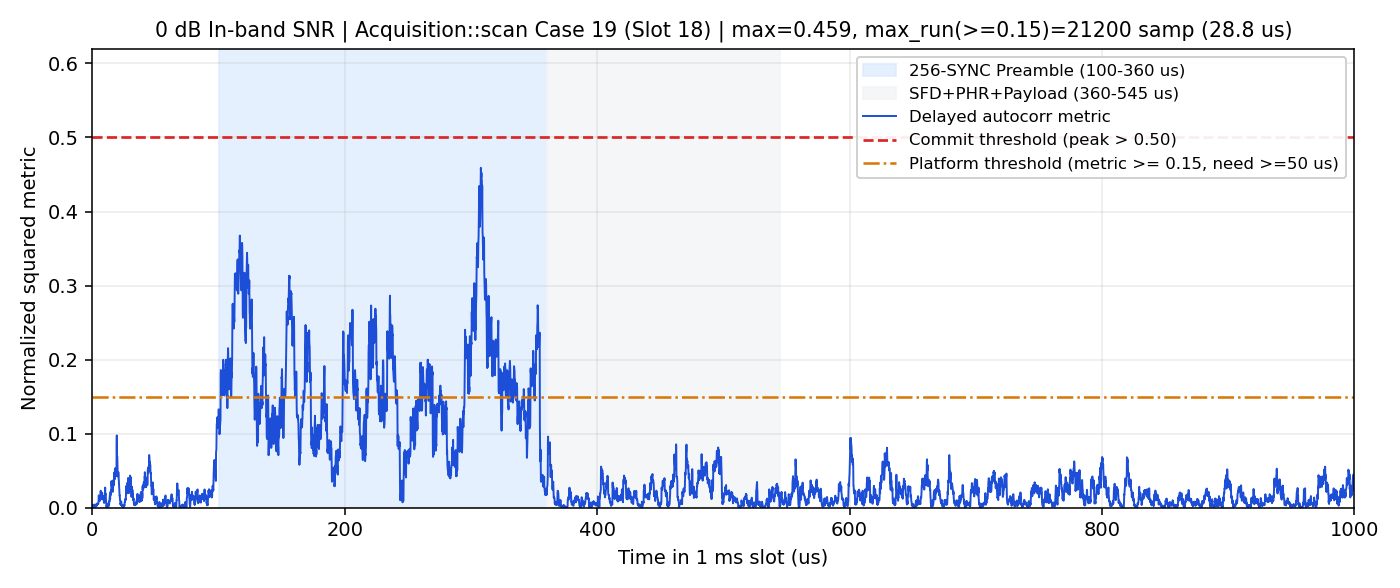 0 dB In-band SNR | Acquisition::scan Case 19 (Slot 18) | max=0.459, max_run(>=0.15)=21200 samp (28.8 us)
Normalized squared metric
0.6
0.5
0.4
0.3
0.2
0.1
0.0
256-SYNC Preamble (100-360 us)
SFD+PHR+Payload (360-545 us)
Delayed autocorr metric
Commit threshold (peak > 0.50)
Platform threshold (metric >= 0.15, need >=50 us)
0 200 400 600 800 1000
Time in 1 ms slot (us)